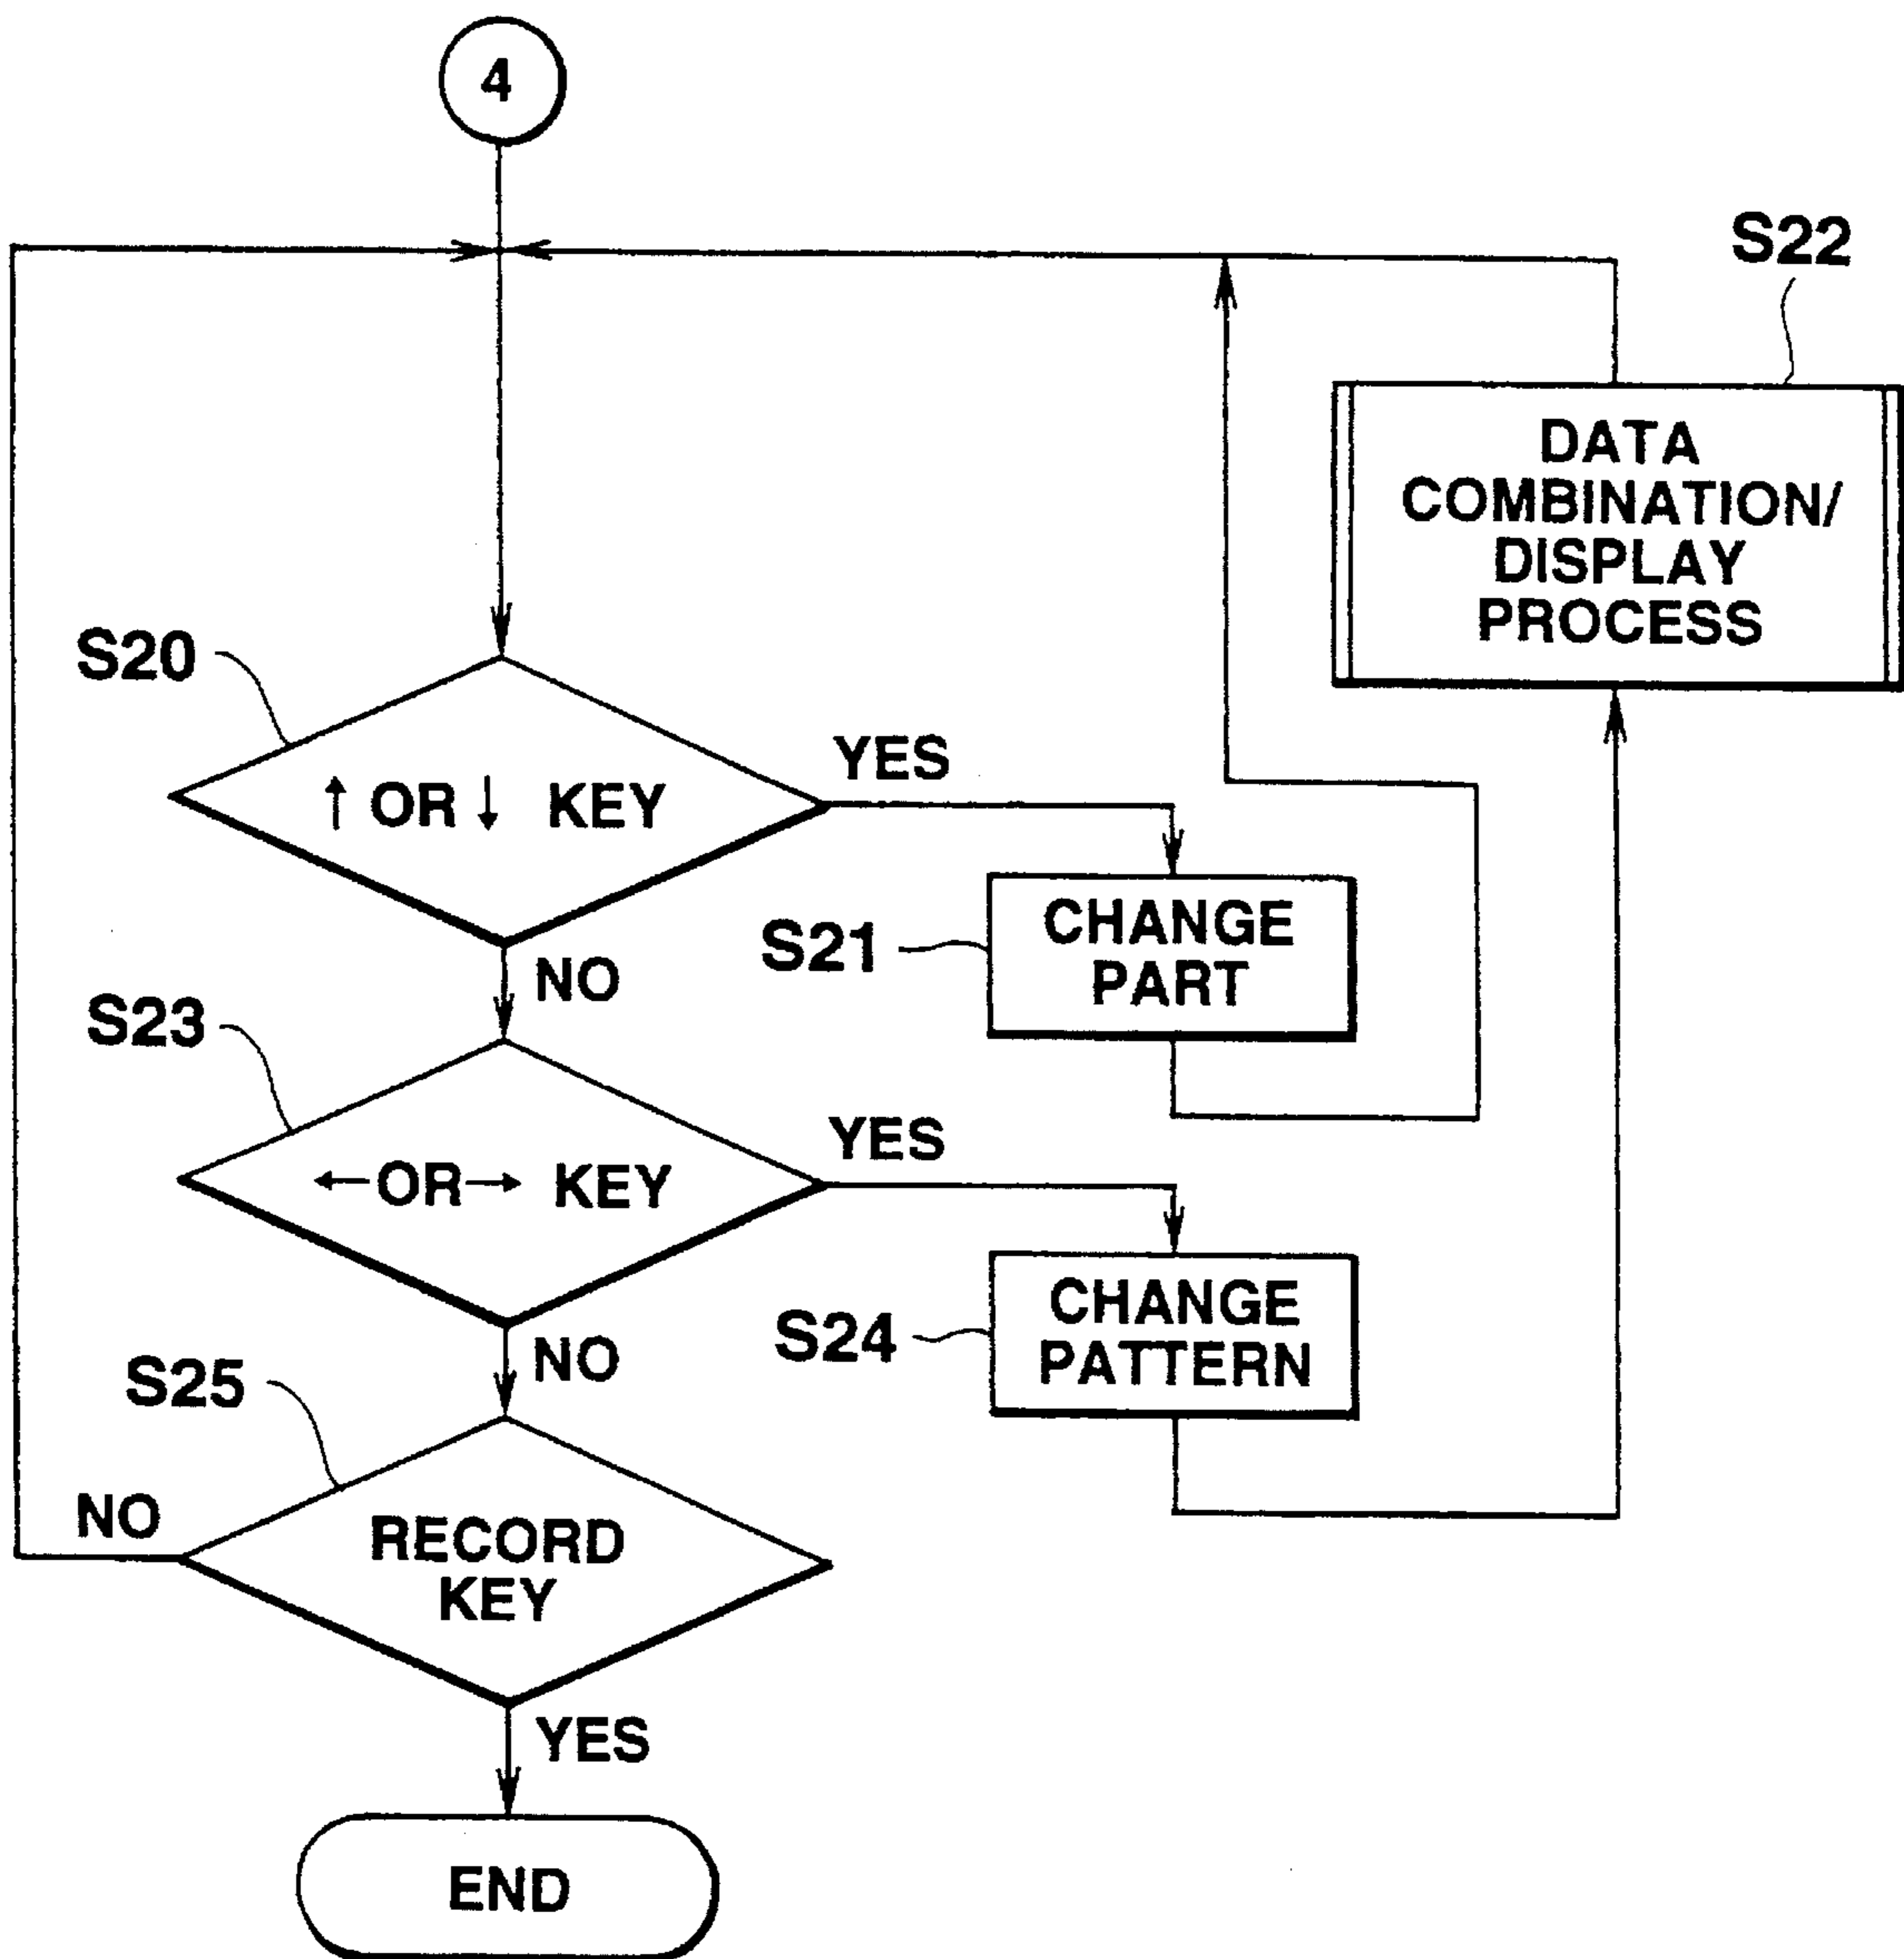 4
S22
DATA
COMBINATION/
DISPLAY
PROCESS
S20
YES
↑ OR ↓ KEY
S21
CHANGE
PART
NO
S23
YES
← OR → KEY
S24
CHANGE
PATTERN
NO
S25
NO
RECORD
KEY
YES
END